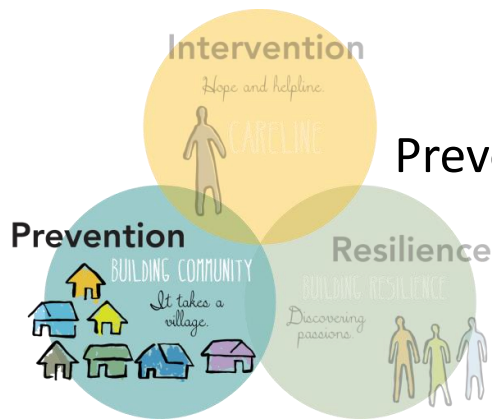 Intervention
Hope and helpline.
CARELINE
Prev
Prevention
BUILDING COMMUNITY
It takes a
village.
Resilience
BUILDING RESILIENCE
Discovering
passions.